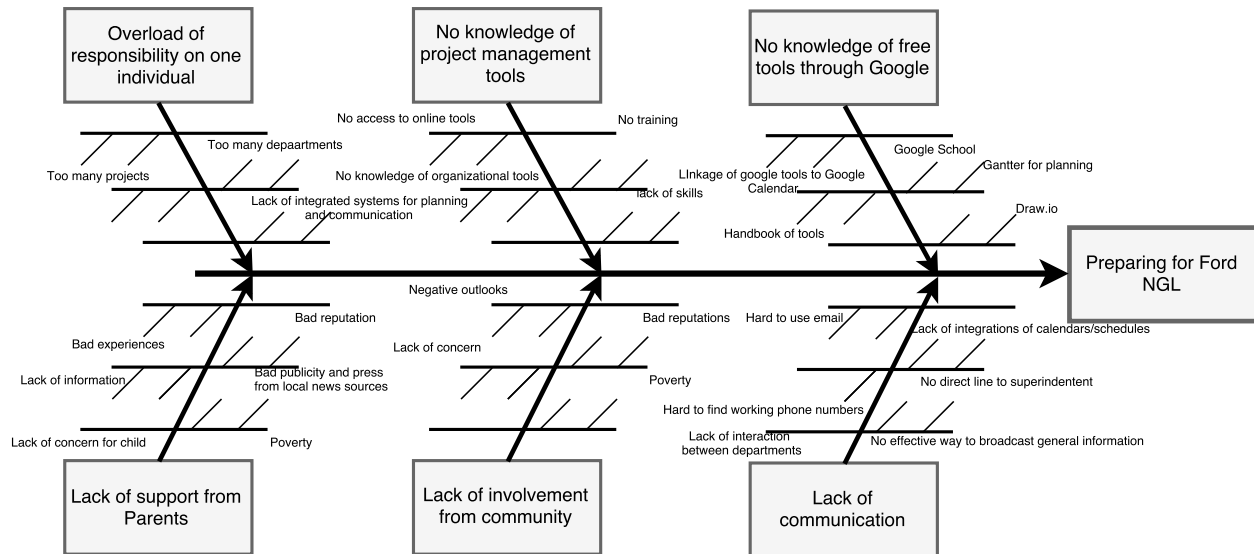 Overload of
responsibility on one
individual
No knowledge of
project management
tools
No knowledge of free
tools through Google
No access to online tools
No training
Too many depaartments
Google School
Too many projects
No knowledge of organizational tools
LInkage of google tools to Google
Calendar
Gantter for planning
Lack of integrated systems for planning
and communication
lack of skills
Draw.io
Handbook of tools
Preparing for Ford
NGL
Negative outlooks
Bad reputation
Bad reputations
Hard to use email
Lack of integrations of calendars/schedules
Bad experiences
Lack of concern
Lack of information
Bad publicity and press
from local news sources
Poverty
No direct line to superindentent
Hard to find working phone numbers
Lack of concern for child
Poverty
Lack of interaction
between departments
No effective way to broadcast general information
Lack of support from
Parents
Lack of involvement
from community
Lack of
communication